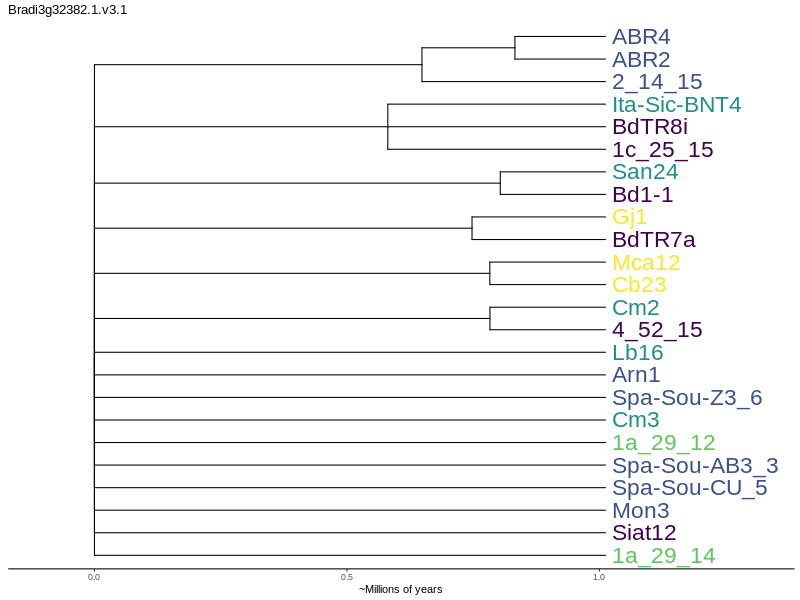 Bradi3g32382.1.v3.1
ABR4
ABR2
2_14_15
Ita-Sic-BNT4
BdTR8i
1c_25_15
San24
Bd1-1
Gj1
BdTR7a
Mca12
Cb23
Cm2
4_52_15
Lb16
Arn1
Spa-Sou-Z3_6
Cm3
1a_29_12
Spa-Sou-AB3_3
Spa-Sou-CU_5
Mon3
Siat12
1a_29_14
0.0 0.5 1.0
~Millions of years